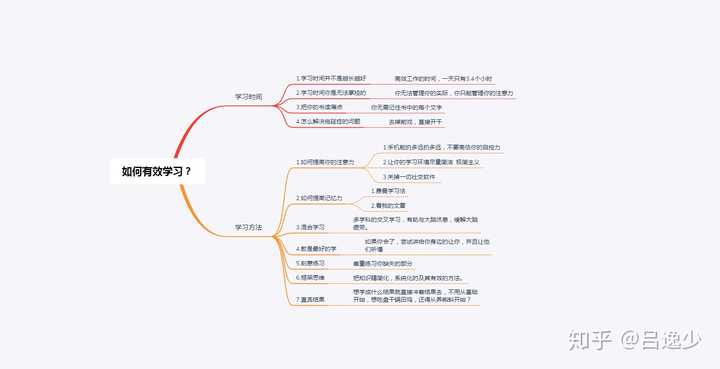 如何有效学习？
学习时间
1.学习时间并不是越长越好
高效工作的时间，一天只有3.4个小时
2.学习时间你是无法掌控的
你无法管理你的实际，你只能管理你的注意力
3.把你的书读薄点
你无需记住书中的每个文字
4.怎么解决拖延症的问题
去掉前戏，直接开干
学习方法
1.如何提高你的注意力
1.手机能的多远扔多远，不要高估你的自控力
2.让你的学习环境尽量简洁 极简主义
3.关掉一切社交软件
2.如何提高记忆力
1.费曼学习法
2.看我的文章
3.混合学习
多学科的交叉学习，有助与大脑休息，缓解大脑
疲劳。
4.教是最好的学
如果你会了，尝试讲给你身边的让你，并且让他
们听懂
5.刻意练习
着重练习你缺失的部分
6.框架思维
把知识建简化，系统化的及其有效的方法。
7.直奔结果
想学成什么结果就直接冲着结果去，不用从基础
开始，想吃盘干锅田鸡，还得从养蝌蚪开始？
知乎 @吕逸少